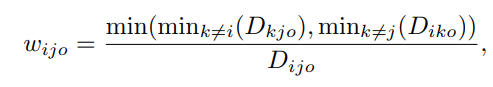 w_{ijo} = \frac{\min(\min_{k \neq i}(D_{kjo}), \min_{k \neq j}(D_{iko}))}{D_{ijo}},